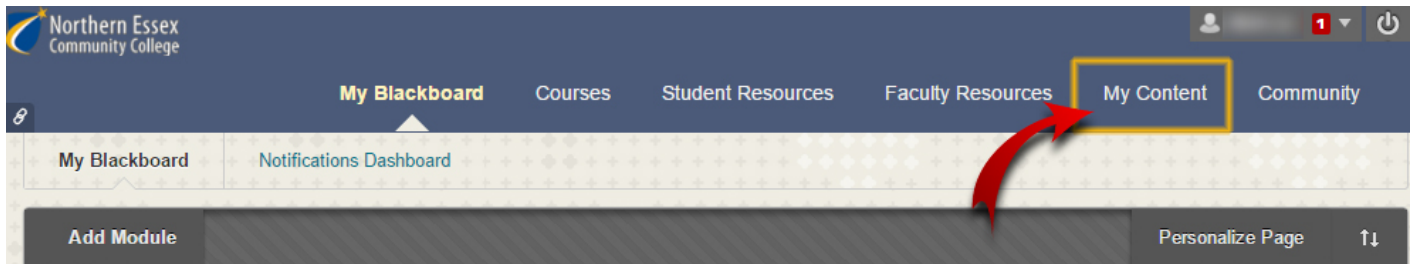 Northern Essex
Community College
1
My Blackboard Courses Student Resources Faculty Resources My Content Community
My Blackboard Notifications Dashboard
Add Module Personalize Page